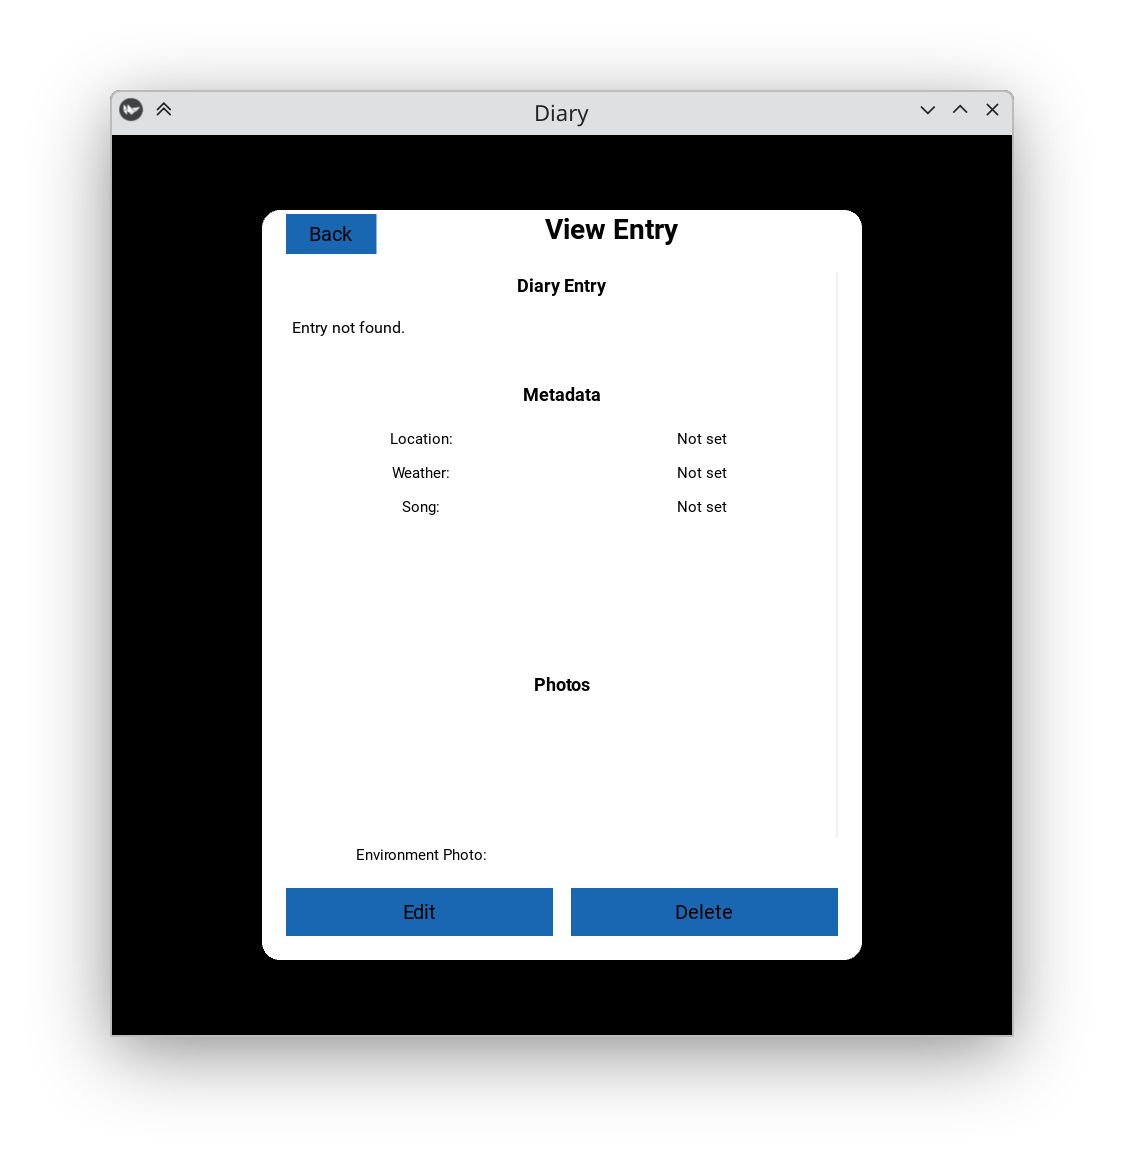 Diary
Back
View Entry
Diary Entry
Entry not found.
Metadata
Location: Not set
Weather: Not set
Song: Not set
Photos
Environment Photo:
Edit
Delete